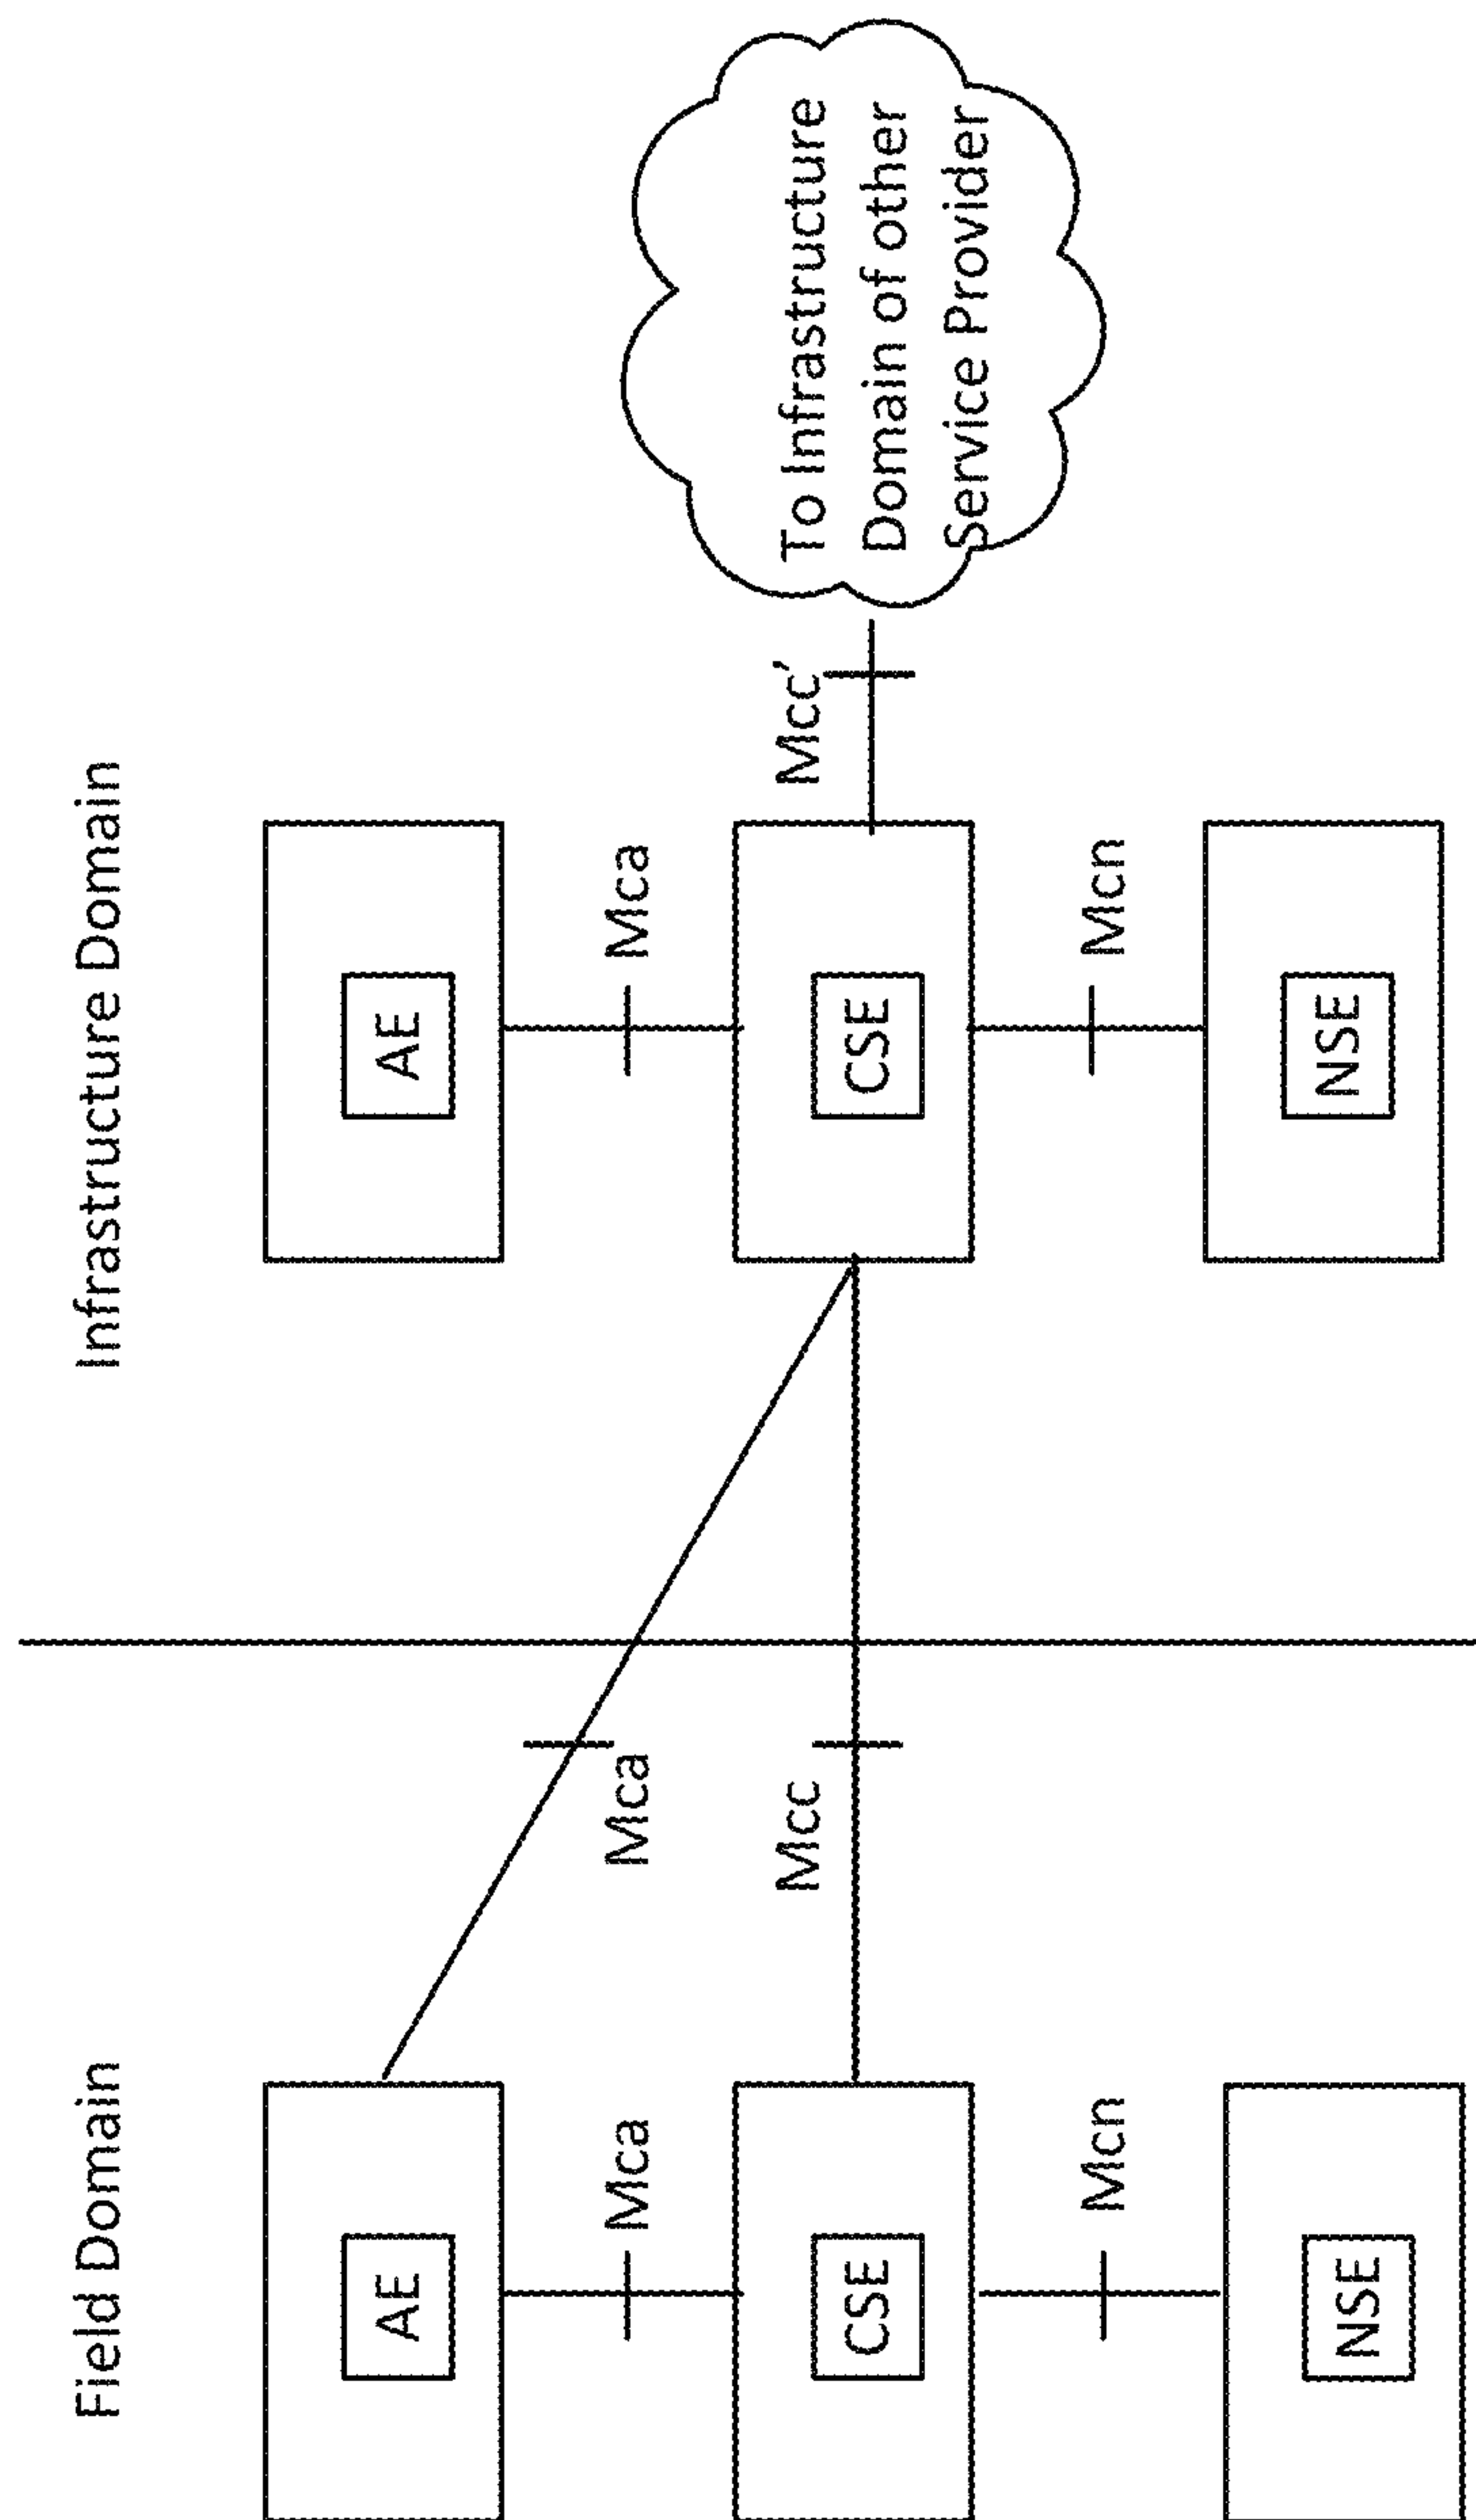 Field Domain
Infrastructure Domain
AE
AE
Mca
Mca
Mca
Mcc
Mcc’
CSE
CSE
To Infrastructure
Domain of other
Service Provider
Mcn
Mcn
NSE
NSE